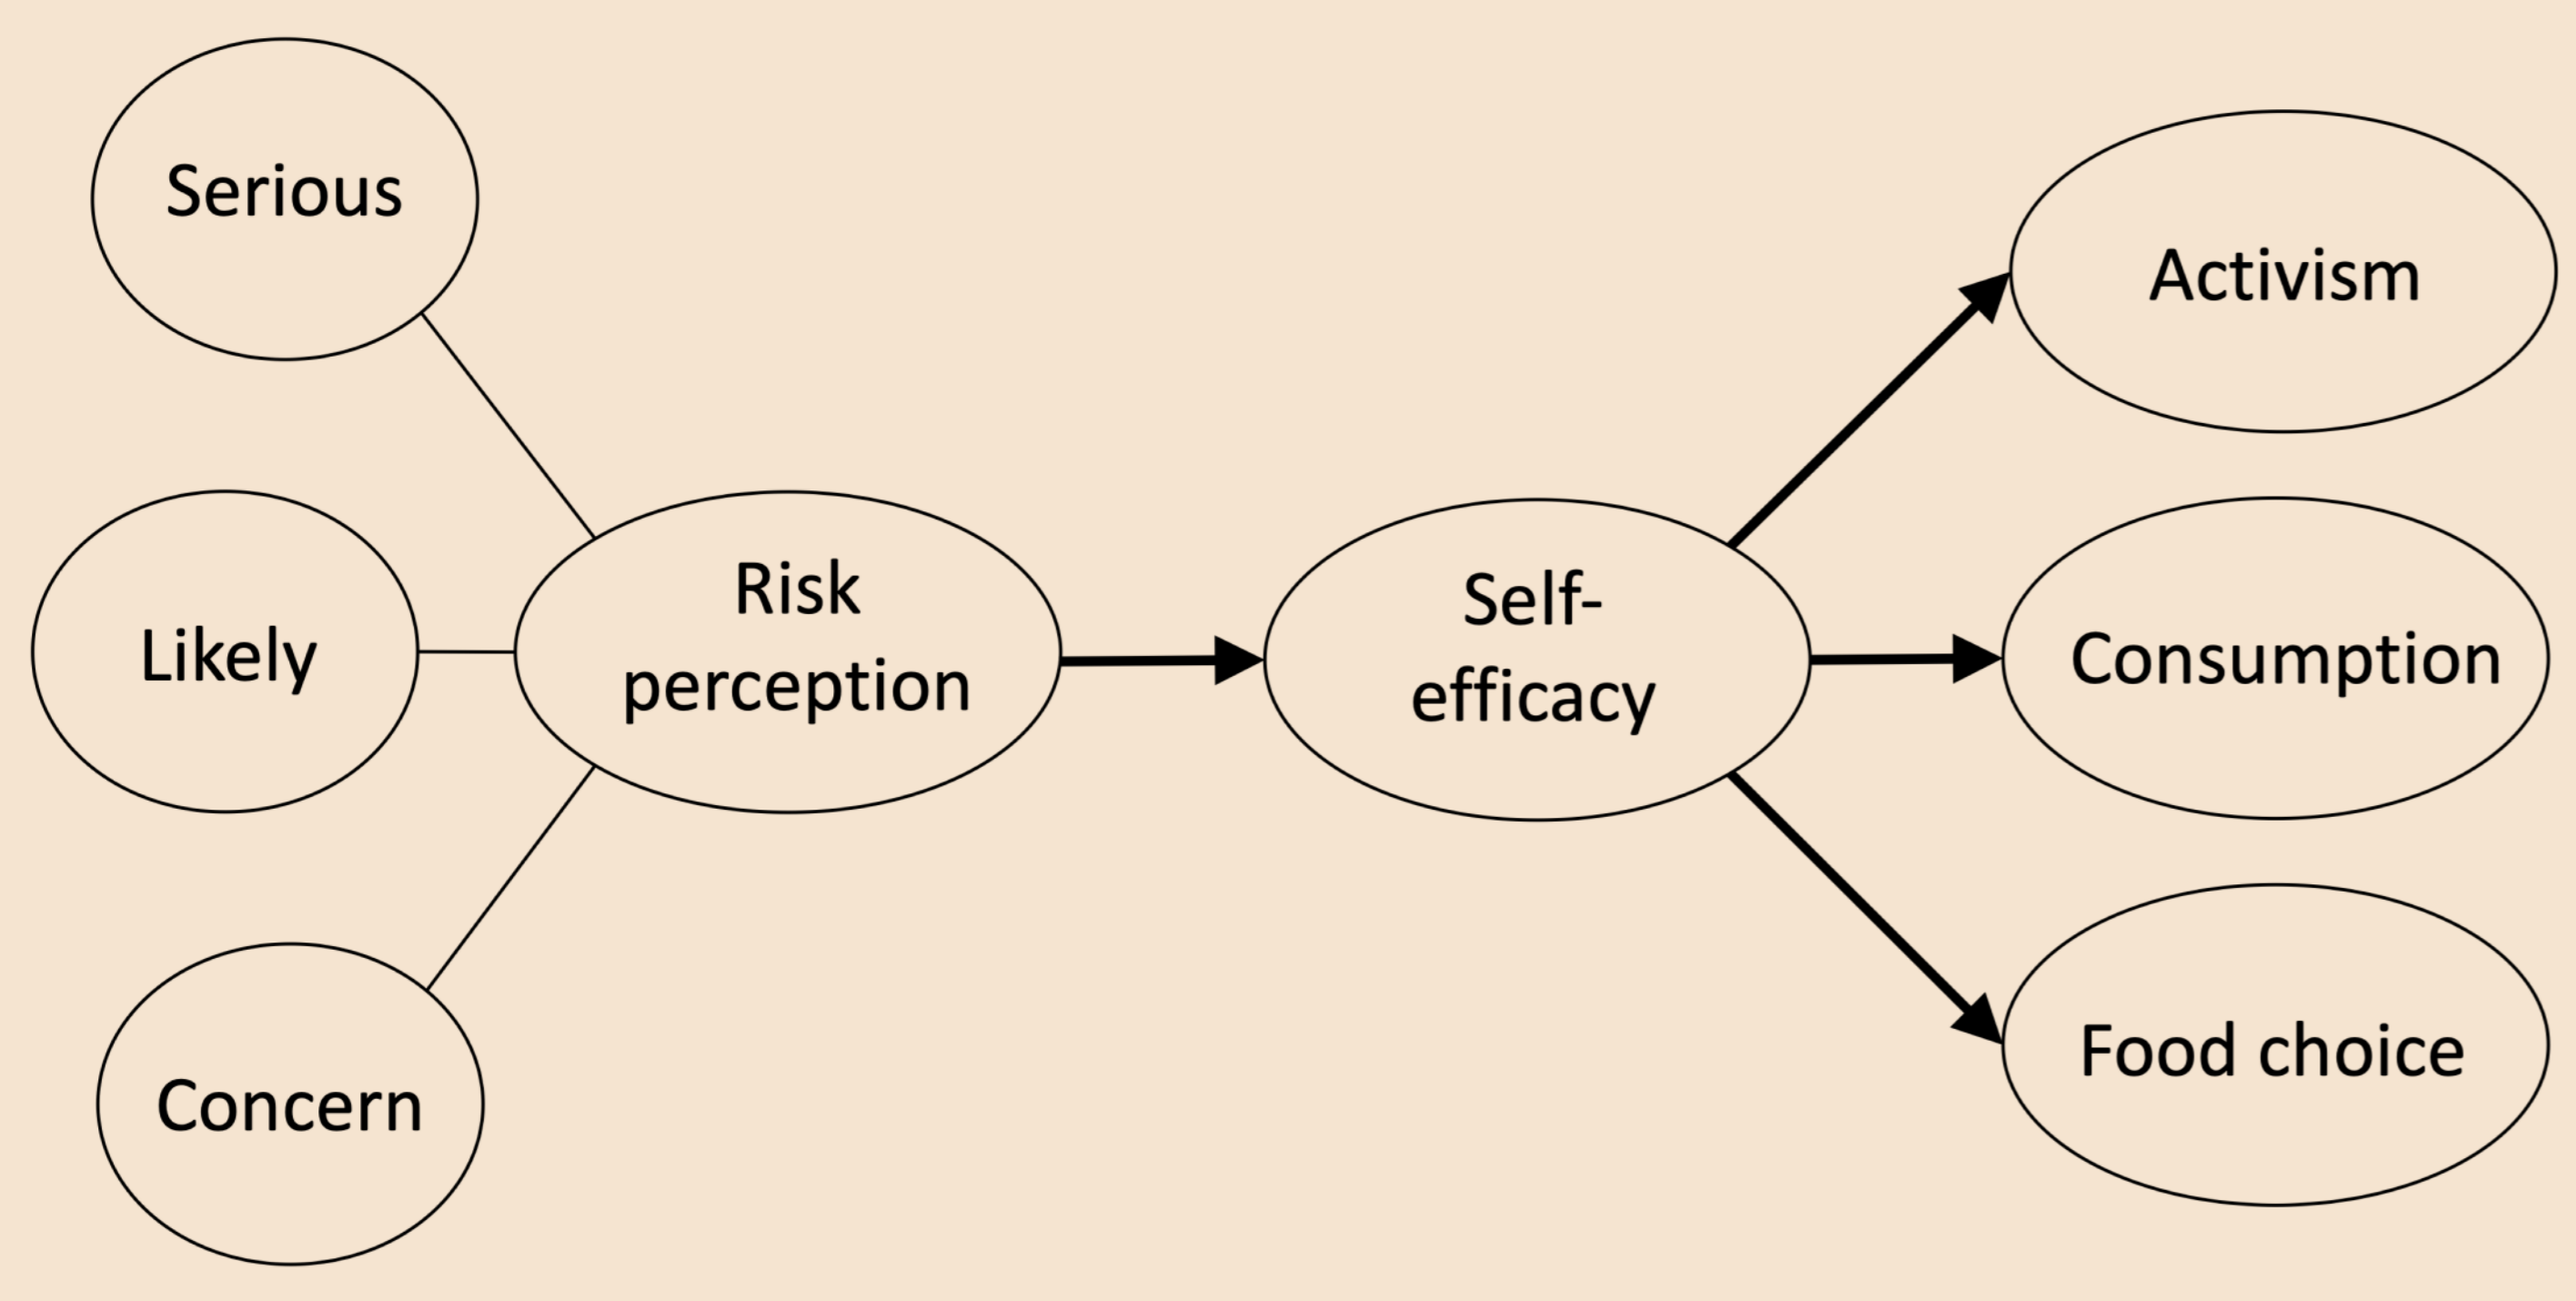 Serious
Likely
Concern
Risk
perception
Self-
efficacy
Activism
Consumption
Food choice